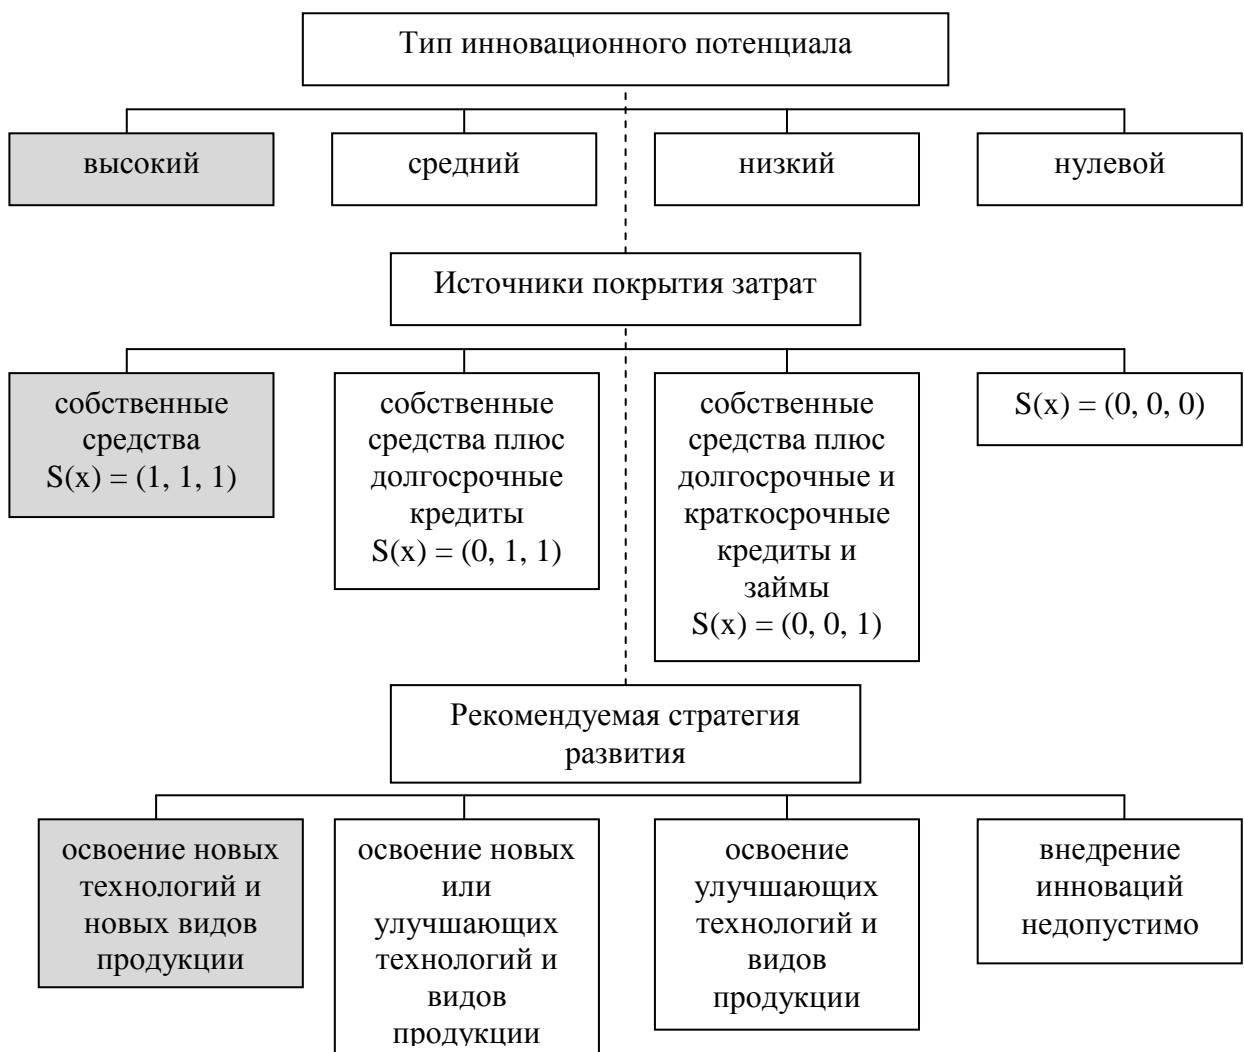 Тип инновационного потенциала
высокий
средний
низкий
нулевой
Источники покрытия затрат
собственные
средства
S(x) = (1, 1, 1)
собственные
средства плюс
долгосрочные
кредиты
S(x) = (0, 1, 1)
собственные
средства плюс
долгосрочные и
краткосрочные
кредиты и
займы
S(x) = (0, 0, 1)
S(x) = (0, 0, 0)
Рекомендуемая стратегия
развития
освоение новых
технологий и
новых видов
продукции
освоение новых
или
улучшающих
технологий и
видов
продукции
освоение
улучшающих
технологий и
видов
продукции
внедрение
инноваций
недопустимо